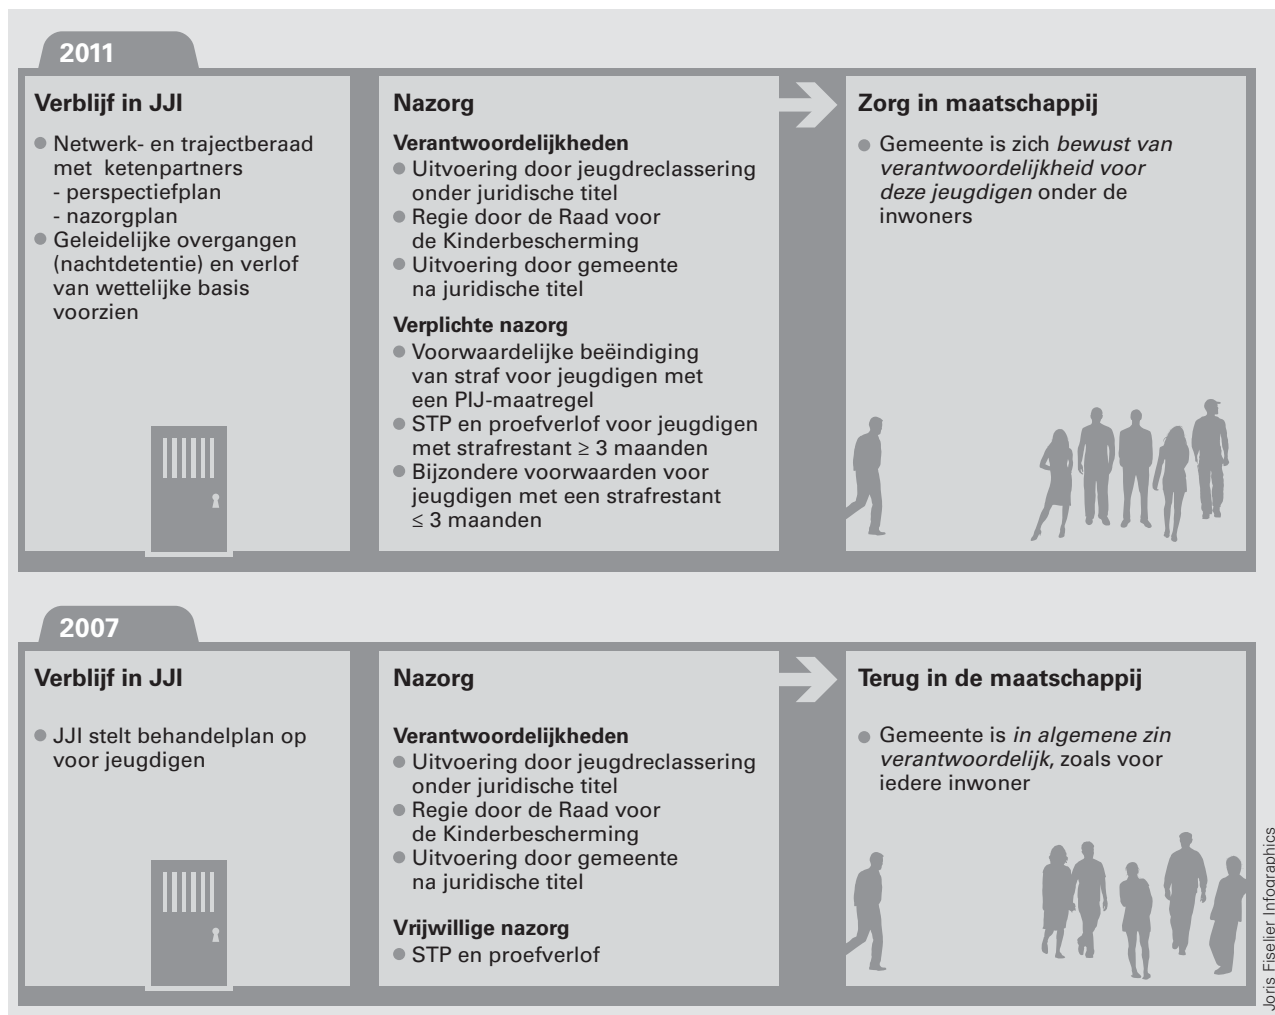 2011
Verblijf in JJI
● Netwerk- en trajectberaad
met ketenpartners
- perspectiefplan
- nazorgplan
● Geleidelijke overgangen
(nachtdetentie) en verlof
van wettelijke basis
voorzien
Nazorg
Verantwoordelijkheden
● Uitvoering door jeugdreclassering
onder juridische titel
● Regie door de Raad voor
de Kinderbescherming
● Uitvoering door gemeente
na juridische titel
Verplichte nazorg
● Voorwaardelijke beëindiging
van straf voor jeugdigen met
een PIJ-maatregel
● STP en proefverlof voor jeugdigen
met strafrestant ≥ 3 maanden
● Bijzondere voorwaarden voor
jeugdigen met een strafrestant
≤ 3 maanden
Zorg in maatschappij
● Gemeente is zich bewust van
verantwoordelijkheid voor
deze jeugdigen onder de
inwoners
2007
Verblijf in JJI
● JJI stelt behandelplan op
voor jeugdigen
Nazorg
Verantwoordelijkheden
● Uitvoering door jeugdreclassering
onder juridische titel
● Regie door de Raad voor
de Kinderbescherming
● Uitvoering door gemeente
na juridische titel
Vrijwillige nazorg
● STP en proefverlof
Terug in de maatschappij
● Gemeente is in algemene zin
verantwoordelijk, zoals voor
iedere inwoner
Joris Fiselier Infographics